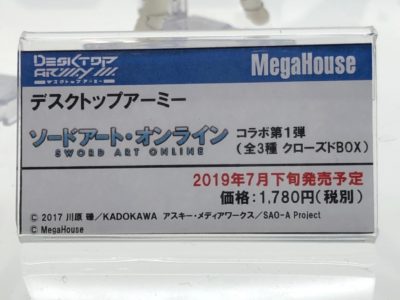 DESKTOP ARMY
デスクトップアーミー
MegaHouse
デスクトップアーミー
ソードアート・オンライン
SWORD ART ONLINE
コラボ第1弾
(全3種 クローズドBOX)
2019年7月下旬発売予定
価格:1,780円(税別)
© 2017 川原 礫/KADOKAWA アスキー・メディアワークス/SAO-A Project
© MegaHouse